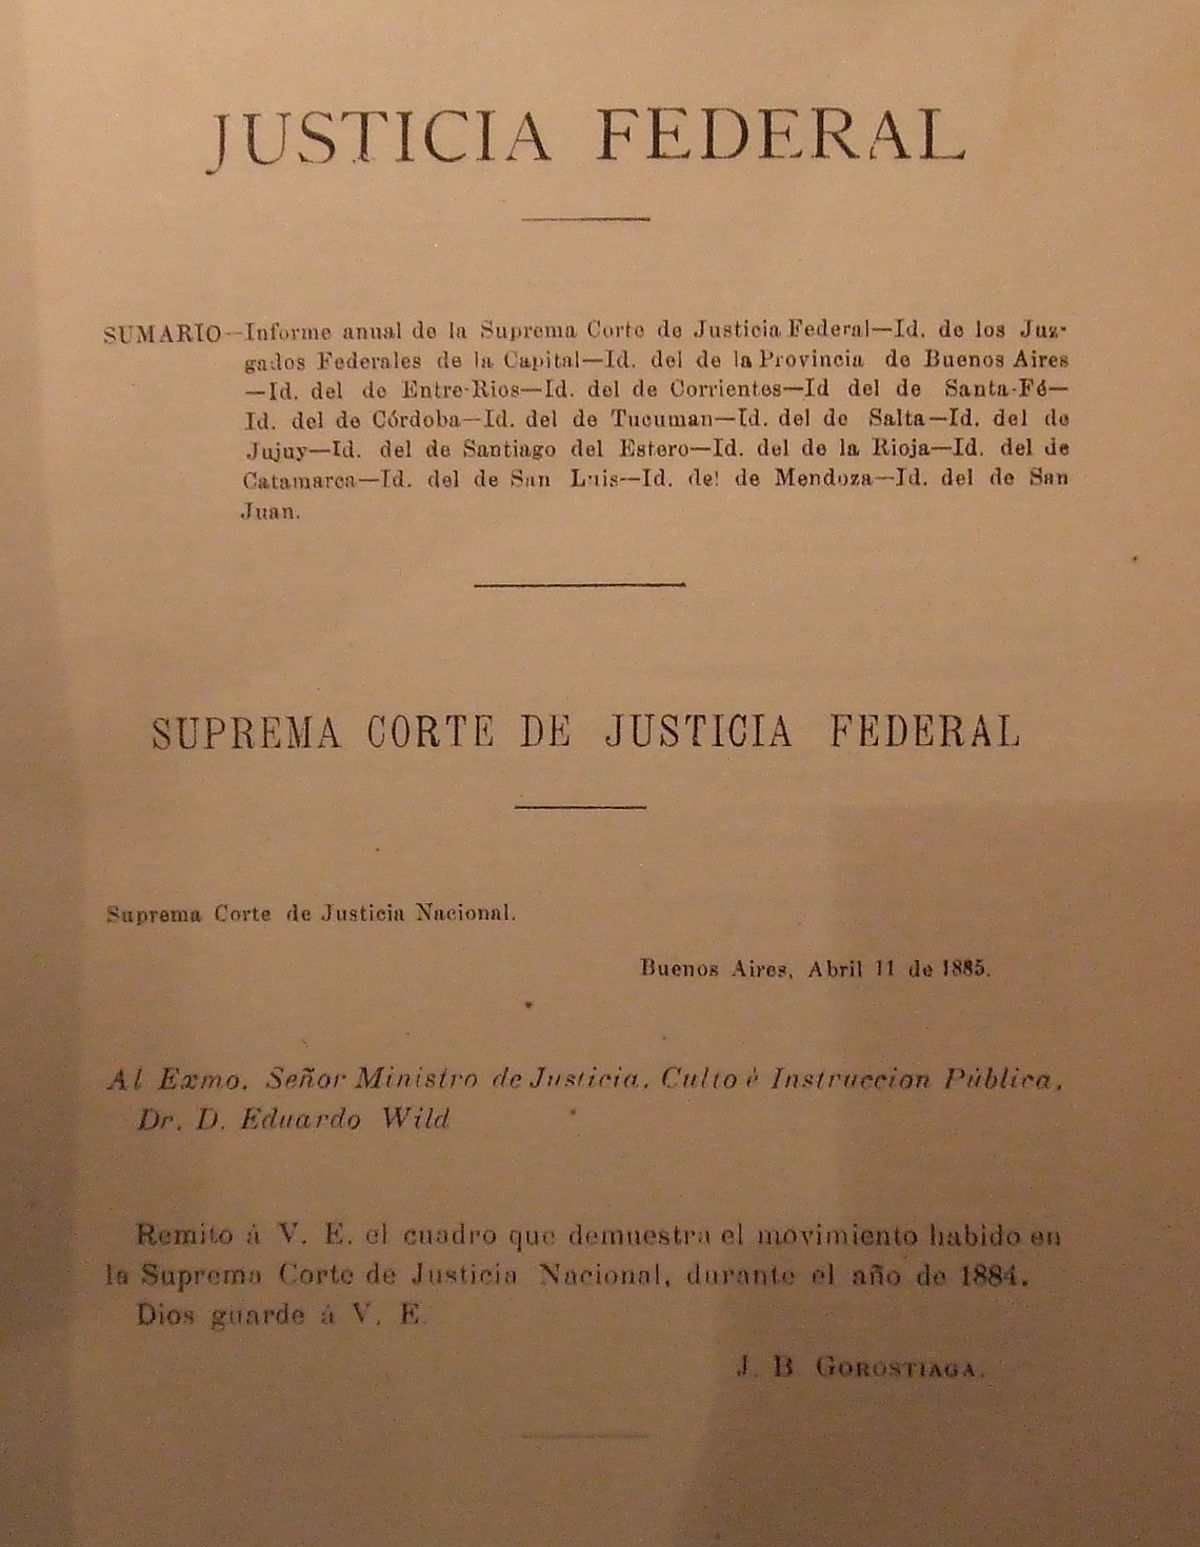 JUSTICIA FEDERAL
SUMARIO—Informe anual de la Suprema Corte de Justicia Federal—Id. de los Juz-
gados Federales de la Capital—Id. del de la Provincia de Buenos Aires
—Id. del de Entre-Rios—Id. del de Corrientes—Id del de Santa-Fé—
Id. del de Córdoba—Id. del de Tucuman—Id. del de Salta—Id. del de
Jujuy—Id. del de Santiago del Estero—Id. del de la Rioja—Id. del de
Catamarca—Id. del de San Luis—Id. del de Mendoza—Id. del de San
Juan.
SUPREMA CORTE DE JUSTICIA FEDERAL
Suprema Corte de Justicia Nacional.
Buenos Aires, Abril 11 de 1885.
Al Exmo. Señor Ministro de Justicia, Culto é Instruccion Pública,
Dr. D. Eduardo Wild
Remito á V. E. el cuadro que demuestra el movimiento habido en
la Suprema Corte de Justicia Nacional, durante el año de 1884.
Dios guarde á V. E.
J. B GOROSTIAGA.